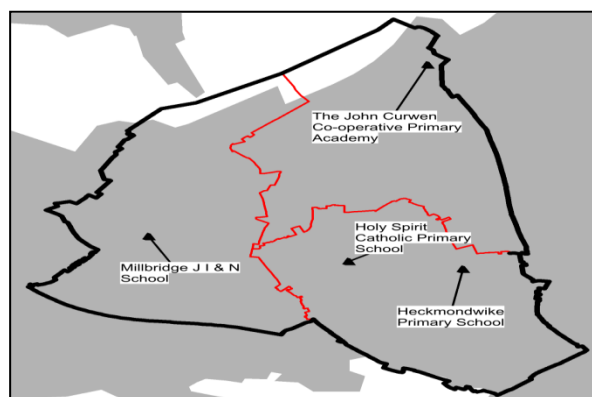 The John Curwen
Co-operative Primary
Academy
Holy Spirit
Catholic Primary
School
Millbridge J I & N
School
Heckmondwike
Primary School